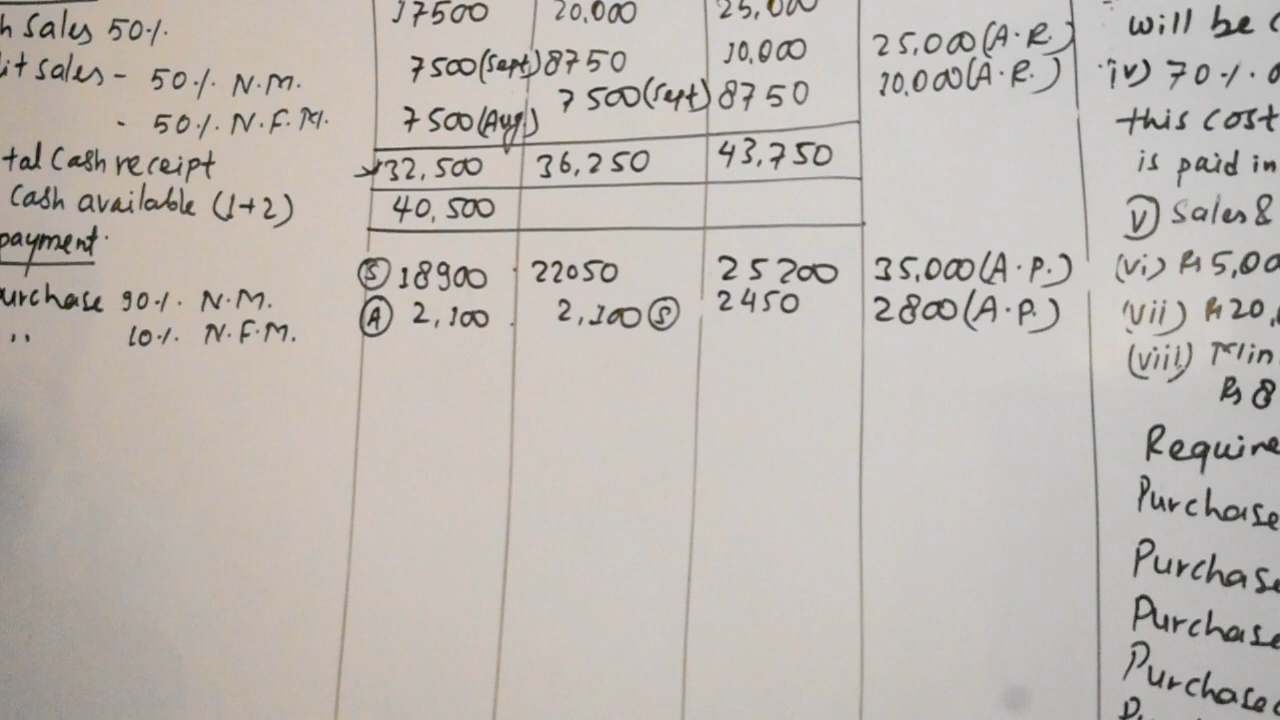 h Sales 50%. 17500 20,000 25,000
it sales - 50%. N.M. 7500(Sept) 8750 10,000 25,000(A.R.)
- 50%. N.F.M. 7500(Aug) 7500(Sept) 8750 10,000(A.R.)
tal Cash receipt 32,500 36,250 43,750
Cash available (1+2) 40,500
payment.
urchase 90%. N.M. (S) 18900 22050 25200 35,000(A.P.)
,, 10%. N.F.M. (A) 2,100 2,100 (S) 2450 2800(A.P.)
will be c
iv) 70%. o
this cost
is paid in
(V) Sales &
(vi) Rs 5,00
(vii) Rs 20,
(viii) Min
Rs 8
Require
Purchase
Purchas
Purchas
Purchase